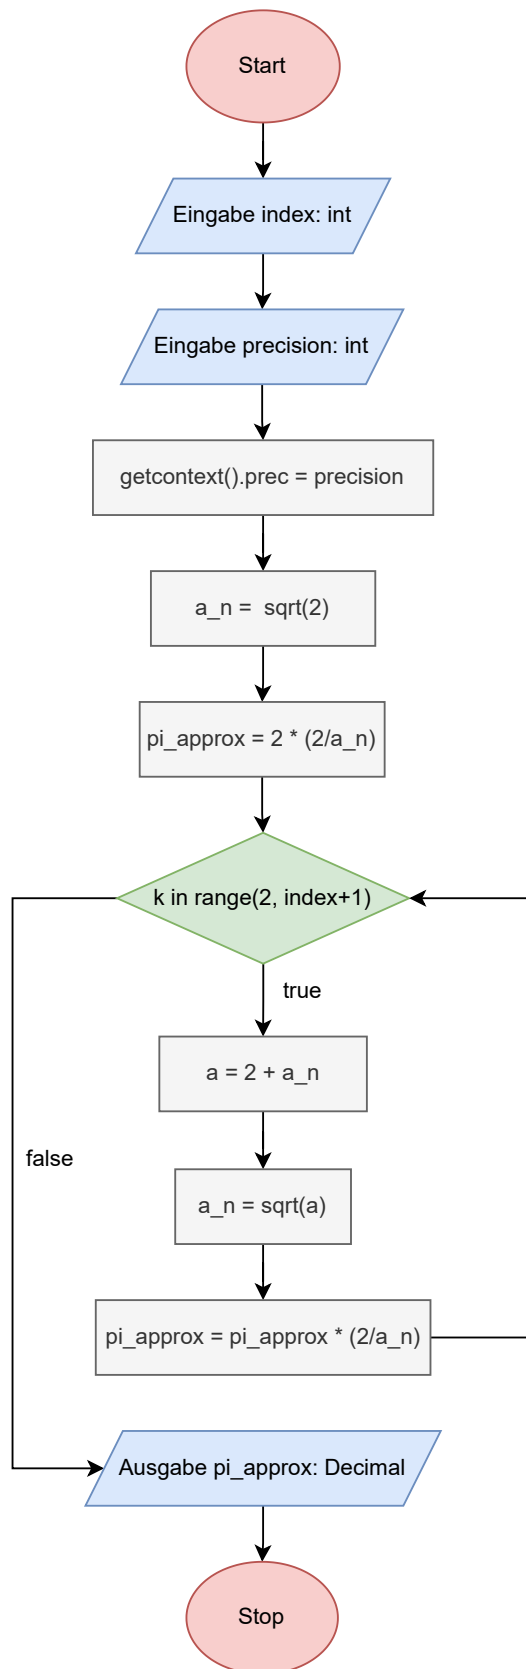 Start
Eingabe index: int
Eingabe precision: int
getcontext().prec = precision
a_n =  sqrt(2)
pi_approx = 2 * (2/a_n)
k in range(2, index+1)
true
a = 2 + a_n
false
a_n = sqrt(a)
pi_approx = pi_approx * (2/a_n)
Ausgabe pi_approx: Decimal
Stop